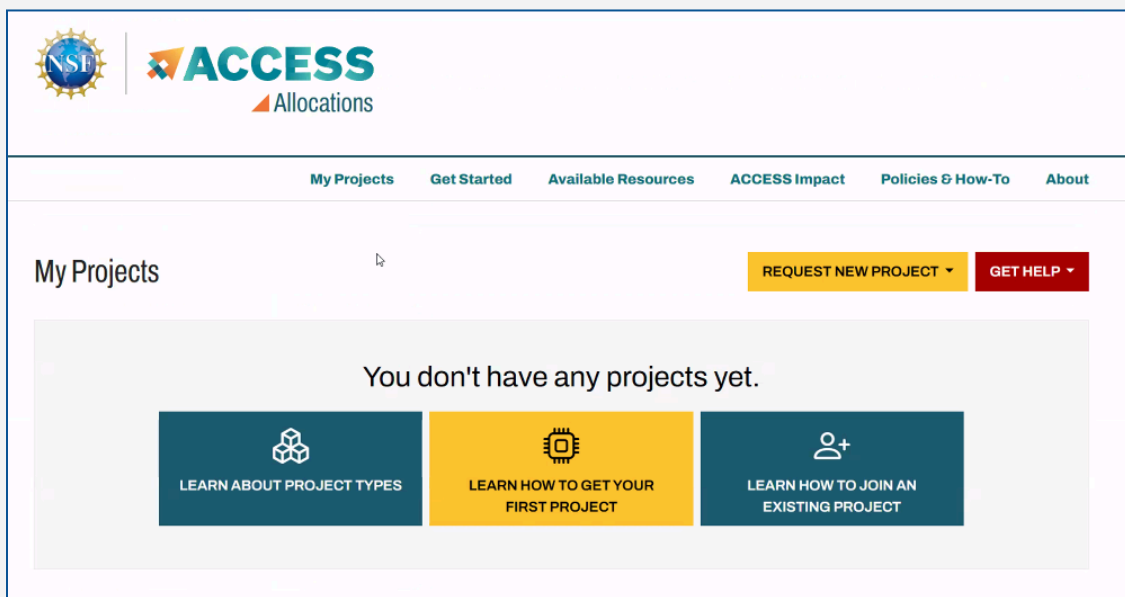 NSF
ACCESS
Allocations
My Projects Get Started Available Resources ACCESS Impact Policies & How-To About
My Projects
REQUEST NEW PROJECT GET HELP
You don't have any projects yet.
LEARN ABOUT PROJECT TYPES
LEARN HOW TO GET YOUR
FIRST PROJECT
LEARN HOW TO JOIN AN
EXISTING PROJECT